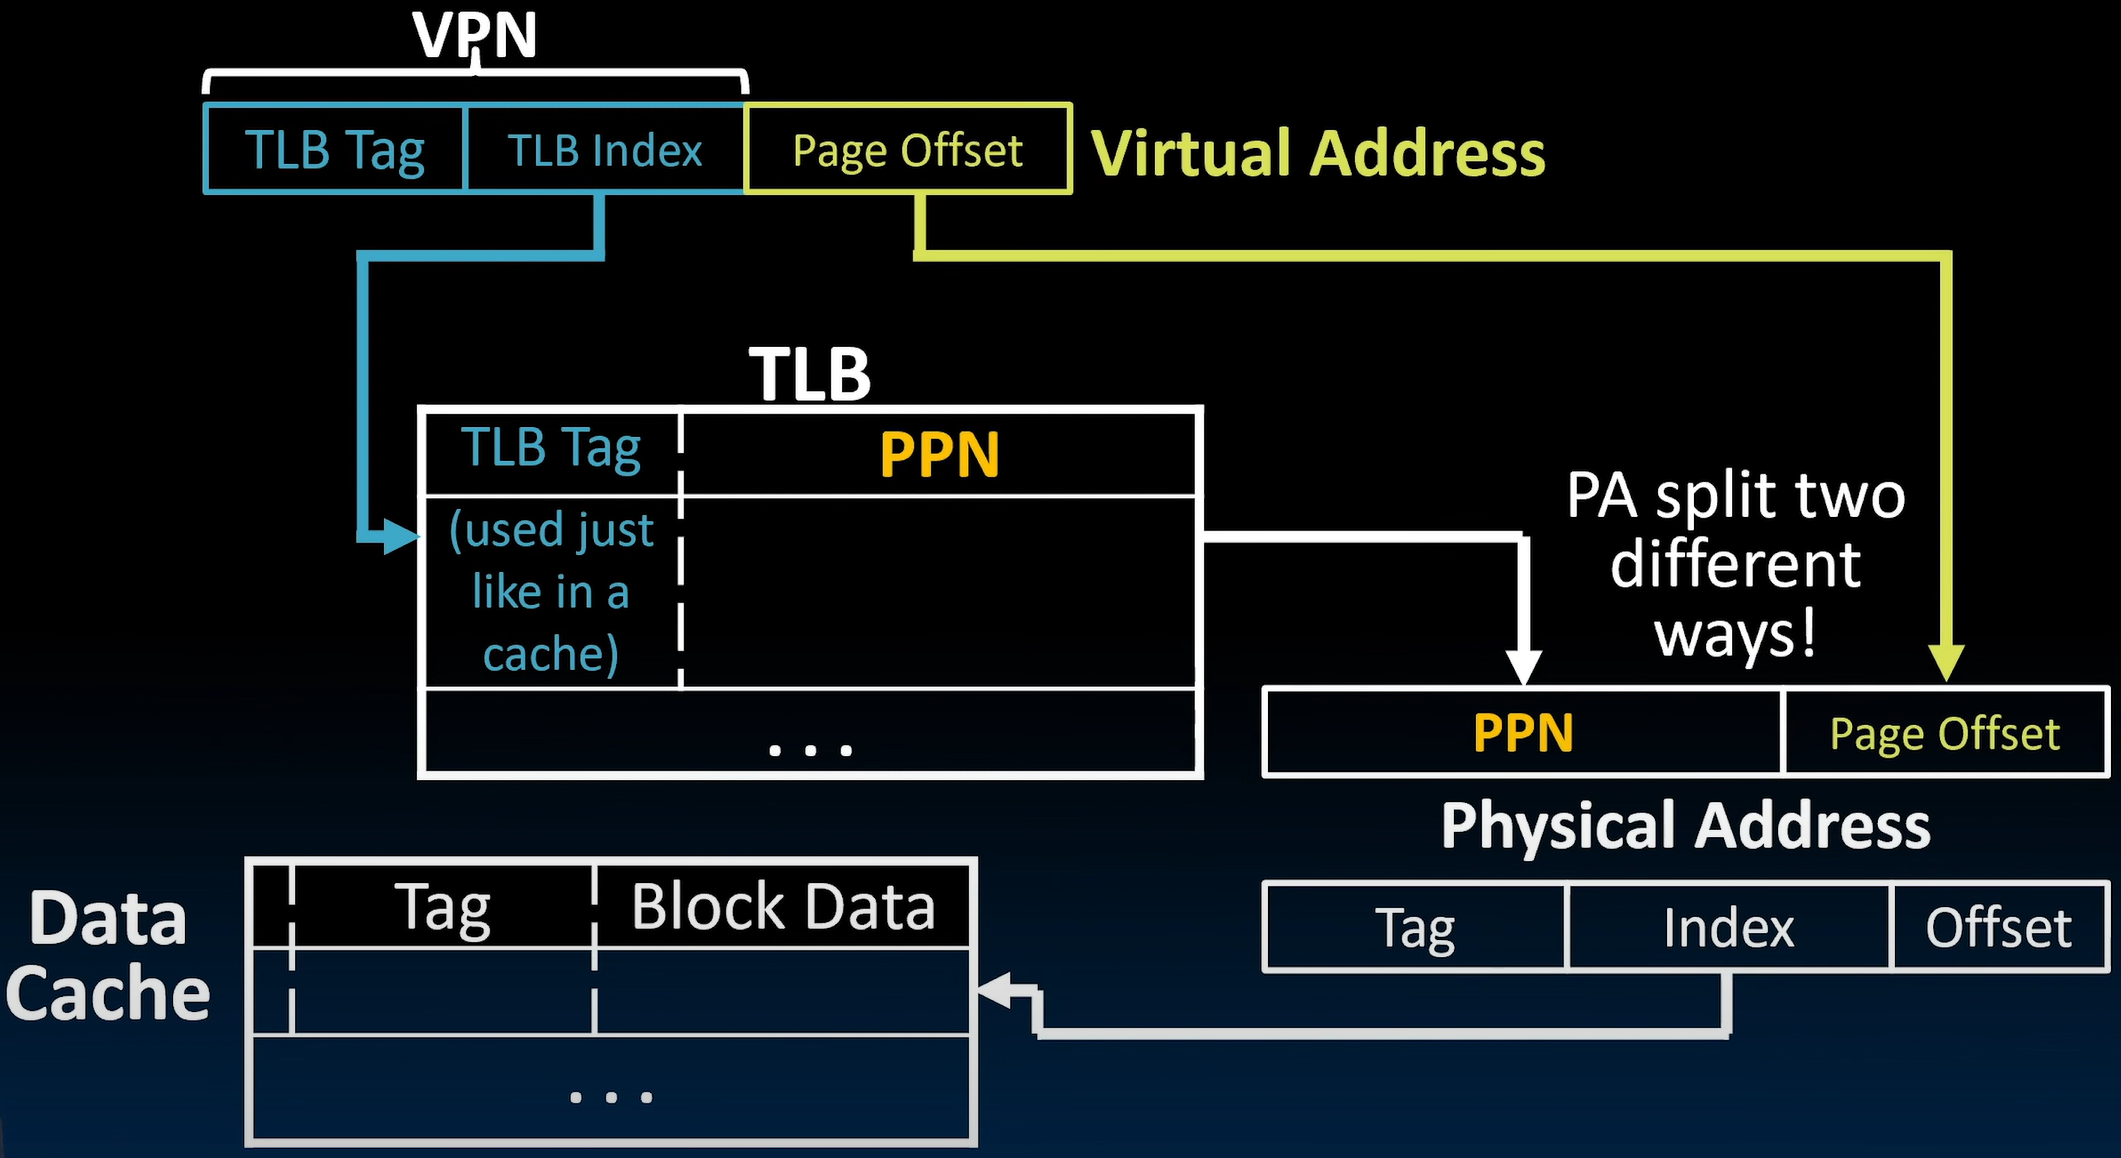 VPN
TLB Tag
TLB Index
Page Offset
Virtual Address
TLB
TLB Tag
PPN
(used just
like in a
cache)
...
PA split two
different
ways!
PPN
Page Offset
Physical Address
Tag
Index
Offset
Data
Cache
Tag
Block Data
...